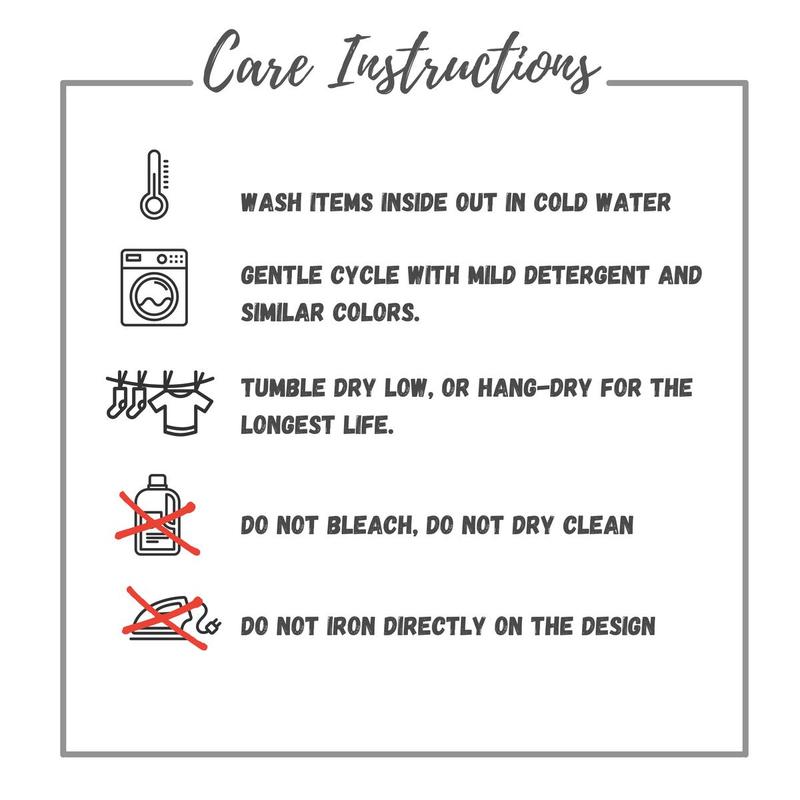 Care Instructions
WASH ITEMS INSIDE OUT IN COLD WATER
GENTLE CYCLE WITH MILD DETERGENT AND
SIMILAR COLORS.
TUMBLE DRY LOW, OR HANG-DRY FOR THE
LONGEST LIFE.
DO NOT BLEACH, DO NOT DRY CLEAN
DO NOT IRON DIRECTLY ON THE DESIGN